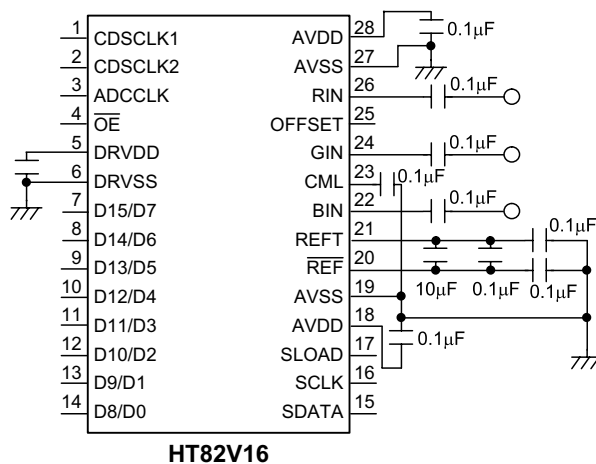 1 CDSCLK1 AVDD 28 0.1μF
2 CDSCLK2 AVSS 27
3 ADCCLK RIN 26 0.1μF
4 OE OFFSET 25
5 DRVDD GIN 24 0.1μF
6 DRVSS CML 23 0.1μF
7 D15/D7 BIN 22 0.1μF
8 D14/D6 REFT 21 0.1μF
9 D13/D5 REF 20 10μF 0.1μF 0.1μF
10 D12/D4 AVSS 19
11 D11/D3 AVDD 18 0.1μF
12 D10/D2 SLOAD 17
13 D9/D1 SCLK 16
14 D8/D0 SDATA 15
HT82V16